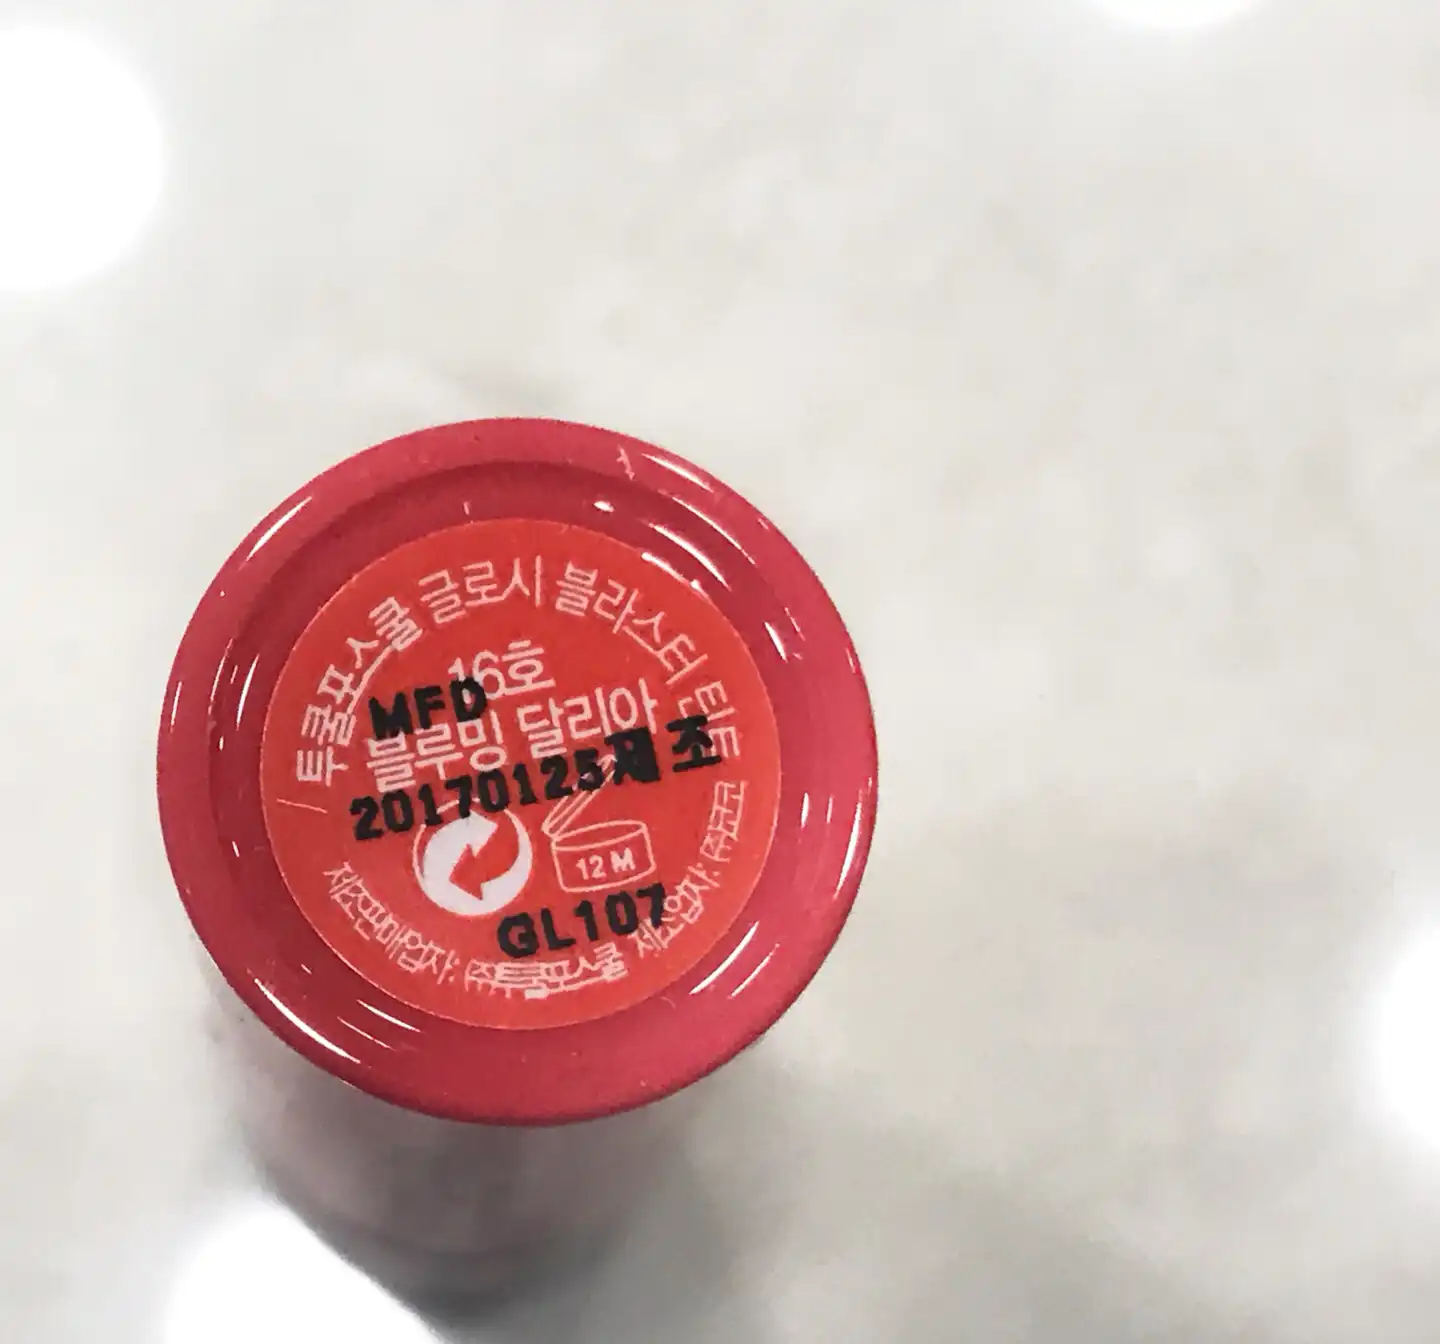 투쿨포스쿨 글로시 블라스터 틴트
16호
MFD
블루밍 달리아
20170125제조
12 M
GL107
제조판매업자: (주)투쿨포스쿨 제조업자: (주)코코